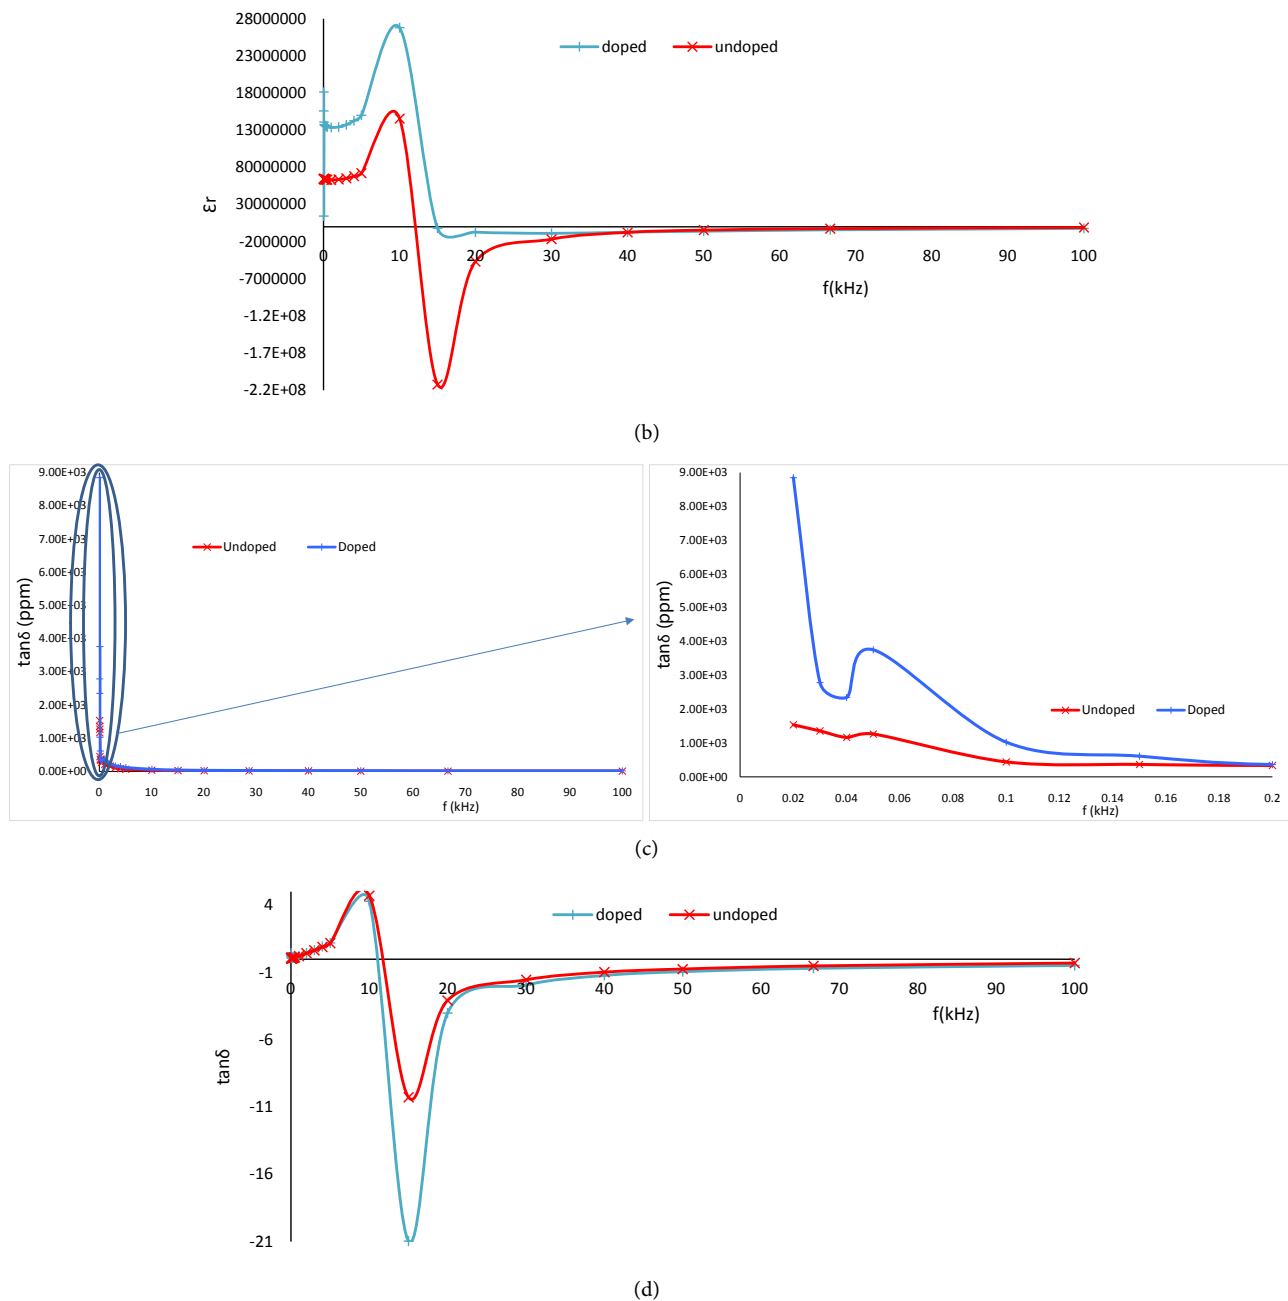 28000000
doped undoped
23000000
18000000
13000000
80000000
30000000
εr
-2000000
0 10 20 30 40 50 60 70 80 90 100
-7000000
f(kHz)
-1.2E+08
-1.7E+08
-2.2E+08
(b)
9.00E+03
8.00E+03
7.00E+03
6.00E+03
5.00E+03
4.00E+03
3.00E+03
2.00E+03
1.00E+03
0.00E+00
tanδ (ppm)
Undoped Doped
0 10 20 30 40 50 60 70 80 90 100
f (kHz)
9.00E+03
8.00E+03
7.00E+03
6.00E+03
5.00E+03
4.00E+03
3.00E+03
2.00E+03
1.00E+03
0.00E+00
tanδ (ppm)
Undoped Doped
0 0.02 0.04 0.06 0.08 0.1 0.12 0.14 0.16 0.18 0.2
f (kHz)
(c)
4
doped undoped
-1
0 10 20 30 40 50 60 70 80 90 100
f(kHz)
-6
tanδ
-11
-16
-21
(d)